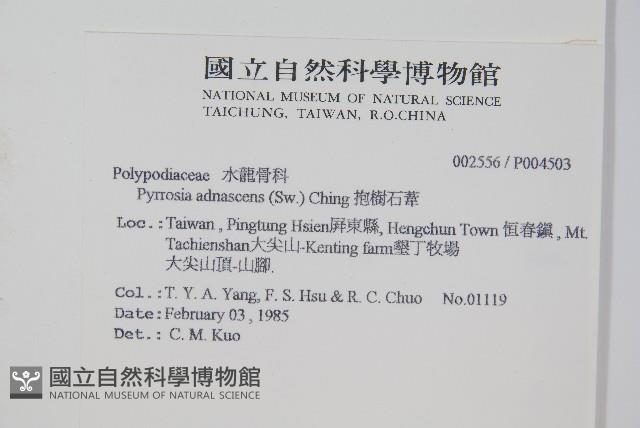 國立自然科學博物館
NATIONAL MUSEUM OF NATURAL SCIENCE
TAICHUNG, TAIWAN, R.O.CHINA
002556 / P004503
Polypodiaceae 水龍骨科
Pyrrosia adnascens (Sw.) Ching 抱樹石葦
Loc.:Taiwan , Pingtung Hsien屏東縣, Hengchun Town 恆春鎮 , Mt.
Tachienshan大尖山-Kenting farm墾丁牧場
大尖山頂-山腳.
Col.:T. Y. A. Yang, F. S. Hsu & R. C. Chuo No.01119
Date:February 03 , 1985
Det.: C. M. Kuo
國立自然科學博物館
NATIONAL MUSEUM OF NATURAL SCIENCE